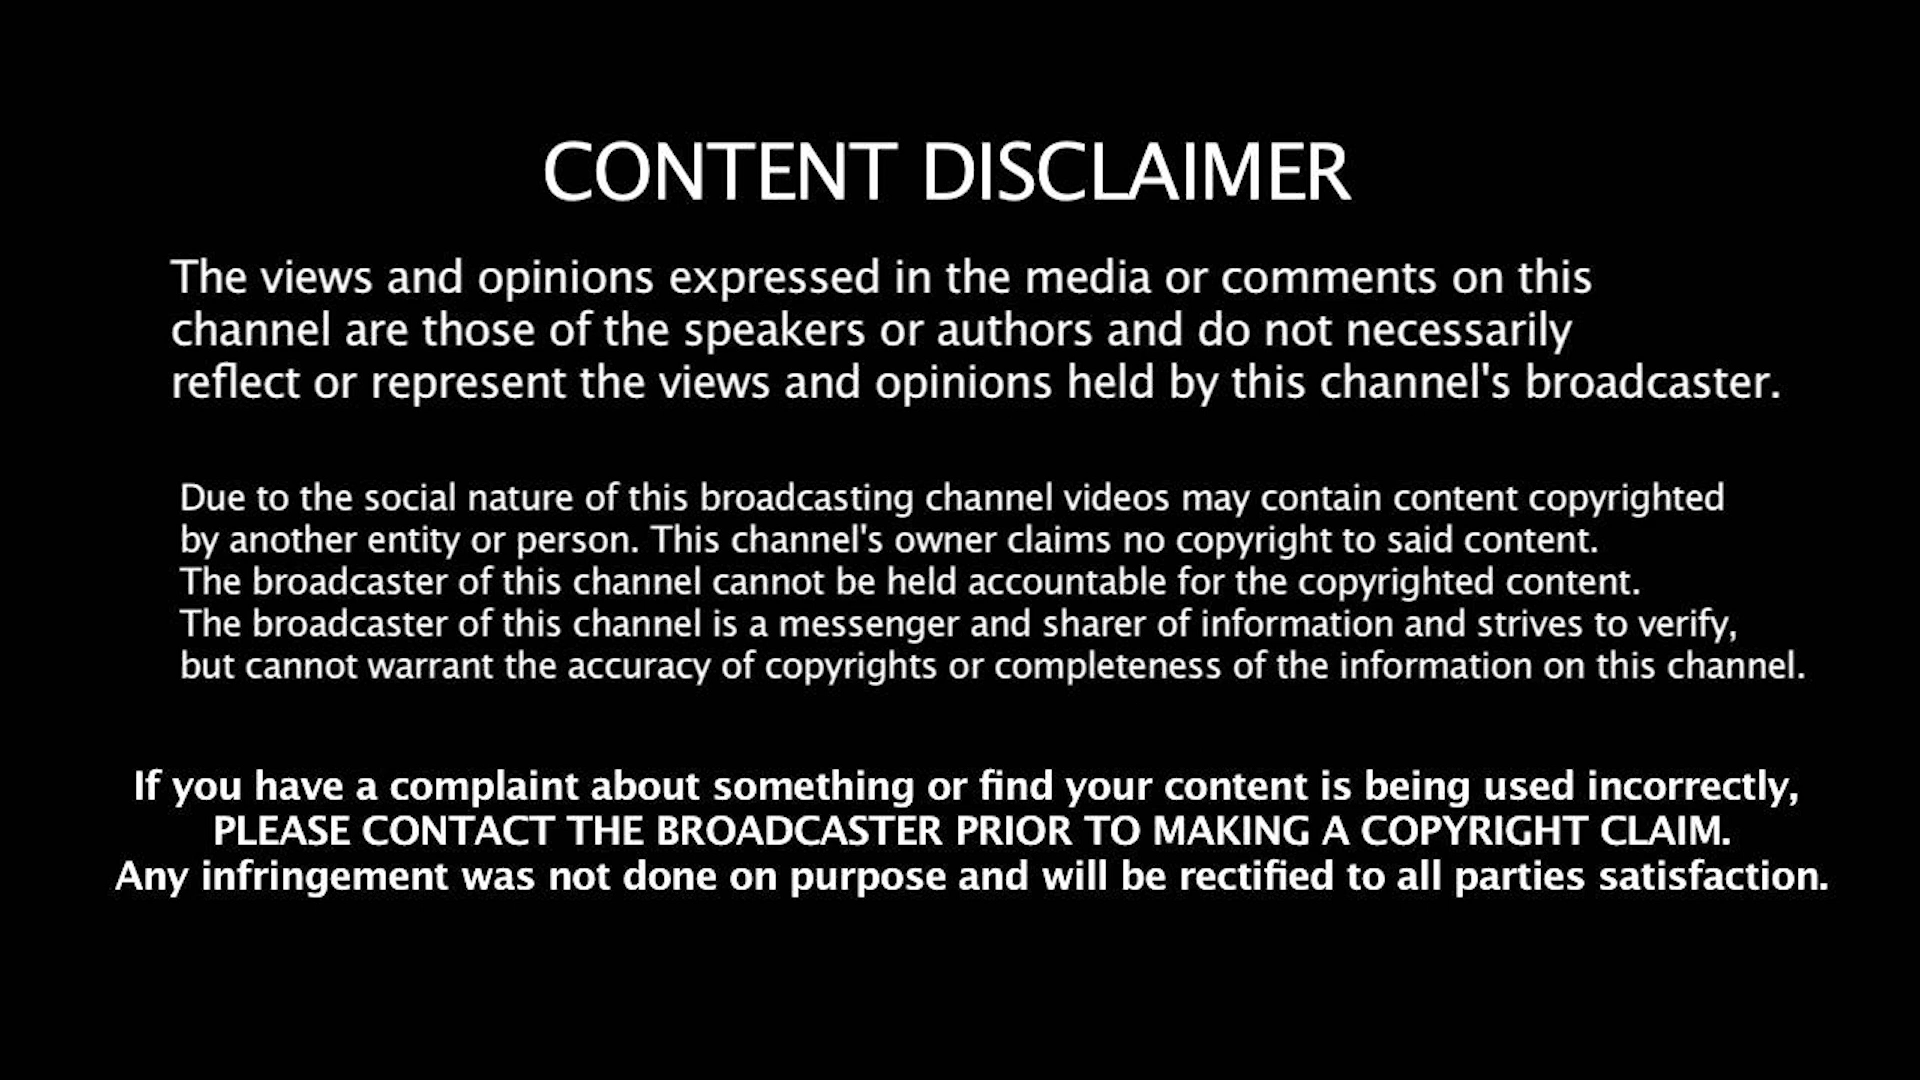 CONTENT DISCLAIMER
The views and opinions expressed in the media or comments on this
channel are those of the speakers or authors and do not necessarily
reflect or represent the views and opinions held by this channel's broadcaster.
Due to the social nature of this broadcasting channel videos may contain content copyrighted
by another entity or person. This channel's owner claims no copyright to said content.
The broadcaster of this channel cannot be held accountable for the copyrighted content.
The broadcaster of this channel is a messenger and sharer of information and strives to verify,
but cannot warrant the accuracy of copyrights or completeness of the information on this channel.
If you have a complaint about something or find your content is being used incorrectly,
PLEASE CONTACT THE BROADCASTER PRIOR TO MAKING A COPYRIGHT CLAIM.
Any infringement was not done on purpose and will be rectified to all parties satisfaction.